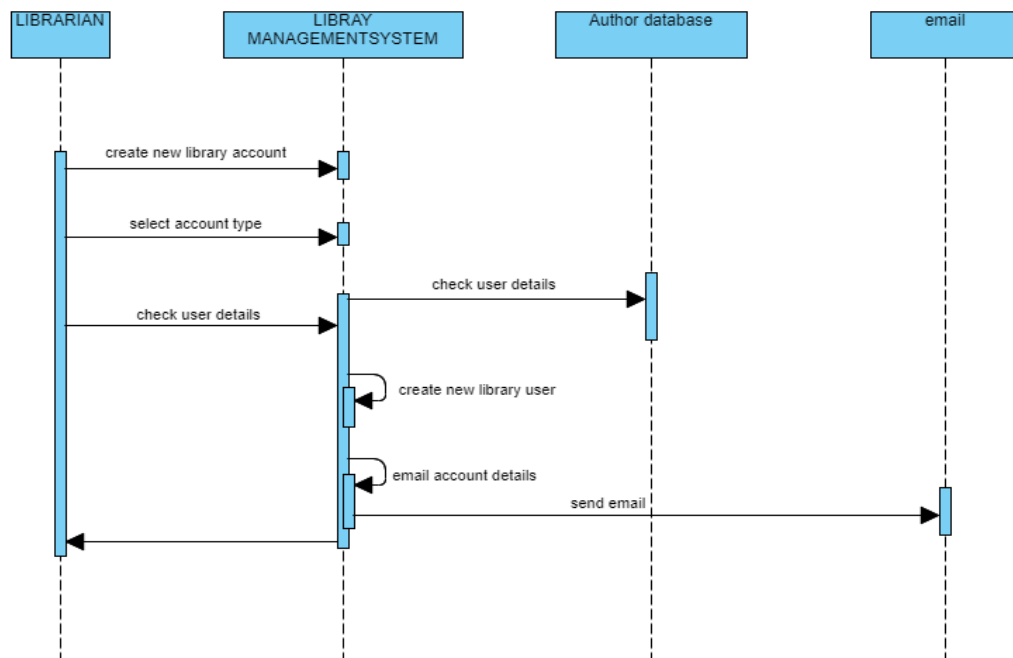 LIBRARIAN
LIBRAY
MANAGEMENTSYSTEM
Author database
email
create new library account
select account type
check user details
check user details
create new library user
email account details
send email